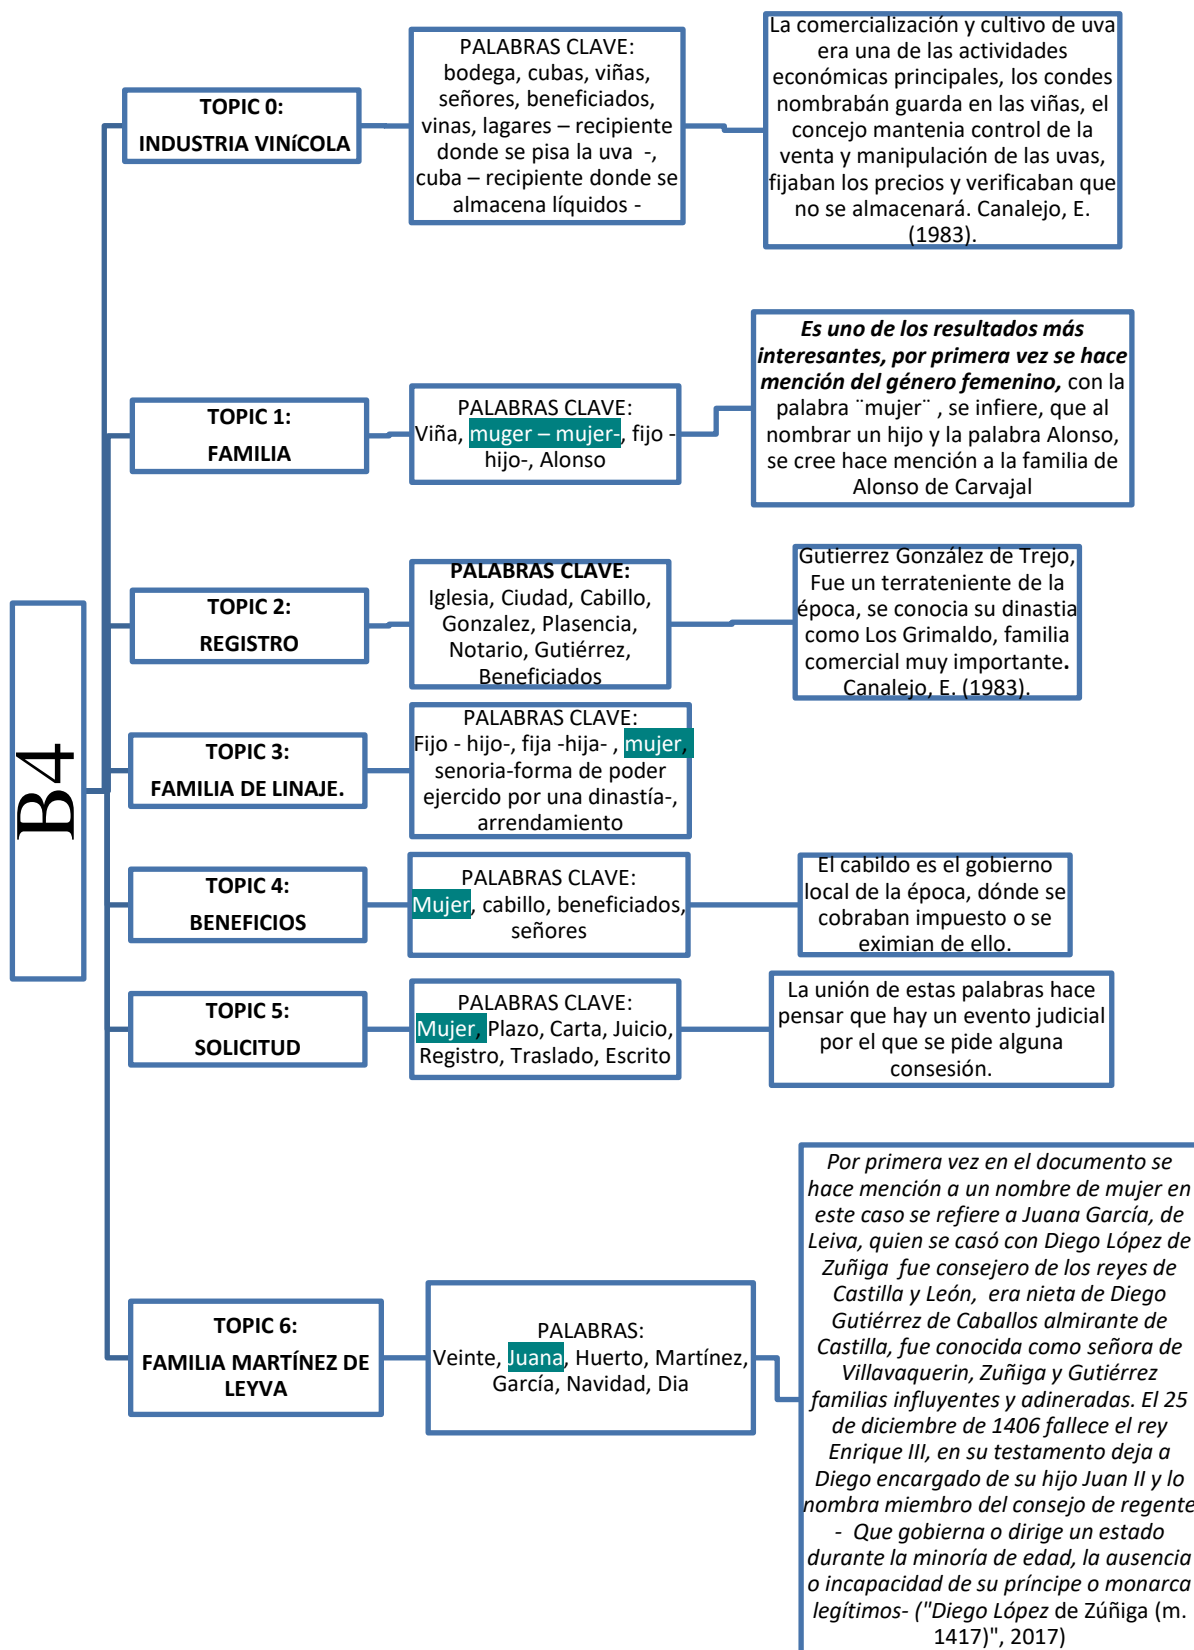 B4
TOPIC 0:
INDUSTRIA VINíCOLA
PALABRAS CLAVE:
bodega, cubas, viñas,
señores, beneficiados,
vinas, lagares – recipiente
donde se pisa la uva -,
cuba – recipiente donde se
almacena líquidos -
La comercialización y cultivo de uva
era una de las actividades
económicas principales, los condes
nombrabán guarda en las viñas, el
concejo mantenia control de la
venta y manipulación de las uvas,
fijaban los precios y verificaban que
no se almacenará. Canalejo, E.
(1983).
TOPIC 1:
FAMILIA
PALABRAS CLAVE:
Viña, muger – mujer-, fijo -
hijo-, Alonso
Es uno de los resultados más
interesantes, por primera vez se hace
mención del género femenino, con la
palabra ¨mujer¨ , se infiere, que al
nombrar un hijo y la palabra Alonso,
se cree hace mención a la familia de
Alonso de Carvajal
TOPIC 2:
REGISTRO
PALABRAS CLAVE:
Iglesia, Ciudad, Cabillo,
Gonzalez, Plasencia,
Notario, Gutiérrez,
Beneficiados
Gutierrez González de Trejo,
Fue un terrateniente de la
época, se conocia su dinastia
como Los Grimaldo, familia
comercial muy importante.
Canalejo, E. (1983).
TOPIC 3:
FAMILIA DE LINAJE.
PALABRAS CLAVE:
Fijo - hijo-, fija -hija- , mujer,
senoria-forma de poder
ejercido por una dinastía-,
arrendamiento
TOPIC 4:
BENEFICIOS
PALABRAS CLAVE:
Mujer, cabillo, beneficiados,
señores
El cabildo es el gobierno
local de la época, dónde se
cobraban impuesto o se
eximian de ello.
TOPIC 5:
SOLICITUD
PALABRAS CLAVE:
Mujer, Plazo, Carta, Juicio,
Registro, Traslado, Escrito
La unión de estas palabras hace
pensar que hay un evento judicial
por el que se pide alguna
consesión.
TOPIC 6:
FAMILIA MARTÍNEZ DE
LEYVA
PALABRAS:
Veinte, Juana, Huerto, Martínez,
García, Navidad, Dia
Por primera vez en el documento se
hace mención a un nombre de mujer en
este caso se refiere a Juana García, de
Leiva, quien se casó con Diego López de
Zuñiga fue consejero de los reyes de
Castilla y León, era nieta de Diego
Gutiérrez de Caballos almirante de
Castilla, fue conocida como señora de
Villavaquerin, Zuñiga y Gutiérrez
familias influyentes y adineradas. El 25
de diciembre de 1406 fallece el rey
Enrique III, en su testamento deja a
Diego encargado de su hijo Juan II y lo
nombra miembro del consejo de regente
- Que gobierna o dirige un estado
durante la minoría de edad, la ausencia
o incapacidad de su príncipe o monarca
legítimos- ("Diego López de Zúñiga (m.
1417)", 2017)